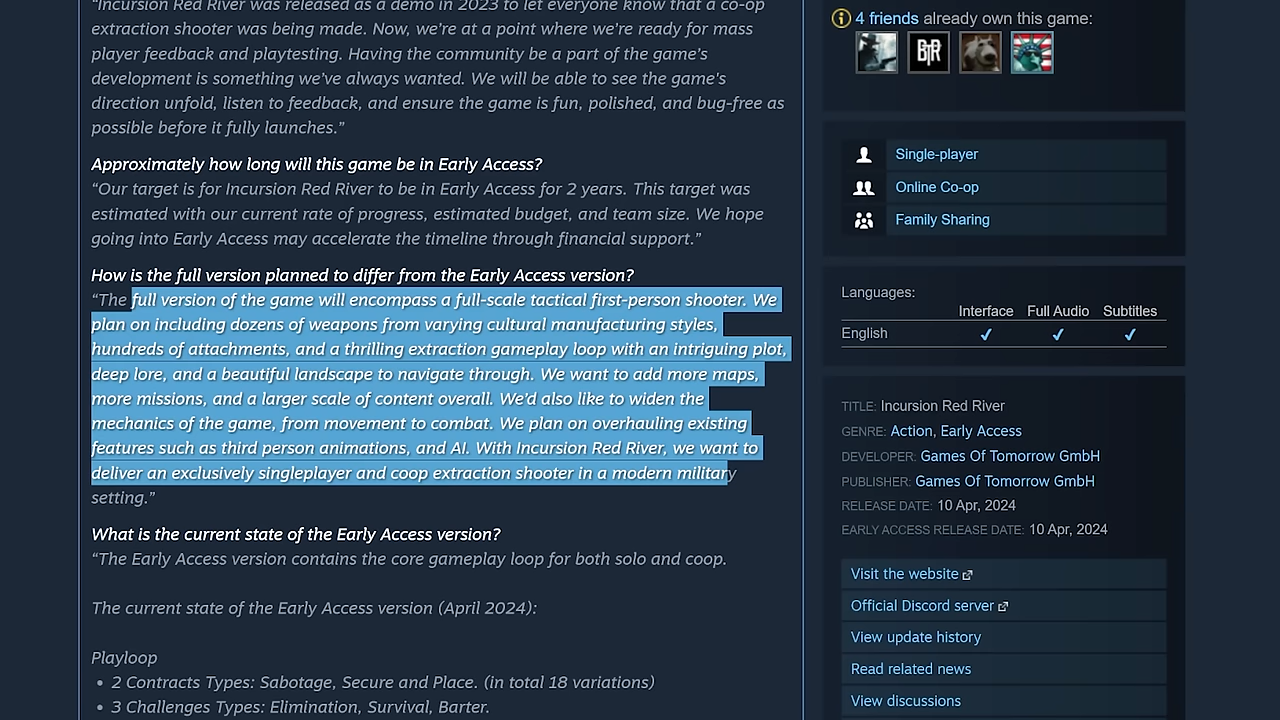 “Incursion Red River was released as a demo in 2023 to let everyone know that a co-op
extraction shooter was being made. Now, we’re at a point where we’re ready for mass
player feedback and playtesting. Having the community be a part of the game’s
development is something we’ve always wanted. We will be able to see the game's
direction unfold, listen to feedback, and ensure the game is fun, polished, and bug-free as
possible before it fully launches.”
Approximately how long will this game be in Early Access?
“Our target is for Incursion Red River to be in Early Access for 2 years. This target was
estimated with our current rate of progress, estimated budget, and team size. We hope
going into Early Access may accelerate the timeline through financial support.”
How is the full version planned to differ from the Early Access version?
“The full version of the game will encompass a full-scale tactical first-person shooter. We
plan on including dozens of weapons from varying cultural manufacturing styles,
hundreds of attachments, and a thrilling extraction gameplay loop with an intriguing plot,
deep lore, and a beautiful landscape to navigate through. We want to add more maps,
more missions, and a larger scale of content overall. We’d also like to widen the
mechanics of the game, from movement to combat. We plan on overhauling existing
features such as third person animations, and AI. With Incursion Red River, we want to
deliver an exclusively singleplayer and coop extraction shooter in a modern military
setting.”
What is the current state of the Early Access version?
“The Early Access version contains the core gameplay loop for both solo and coop.
The current state of the Early Access version (April 2024):
Playloop
• 2 Contracts Types: Sabotage, Secure and Place. (in total 18 variations)
• 3 Challenges Types: Elimination, Survival, Barter.
4 friends already own this game:
BTR
Single-player
Online Co-op
Family Sharing
Languages:
Interface Full Audio Subtitles
English ✓ ✓ ✓
TITLE: Incursion Red River
GENRE: Action, Early Access
DEVELOPER: Games Of Tomorrow GmbH
PUBLISHER: Games Of Tomorrow GmbH
RELEASE DATE: 10 Apr, 2024
EARLY ACCESS RELEASE DATE: 10 Apr, 2024
Visit the website
Official Discord server
View update history
Read related news
View discussions